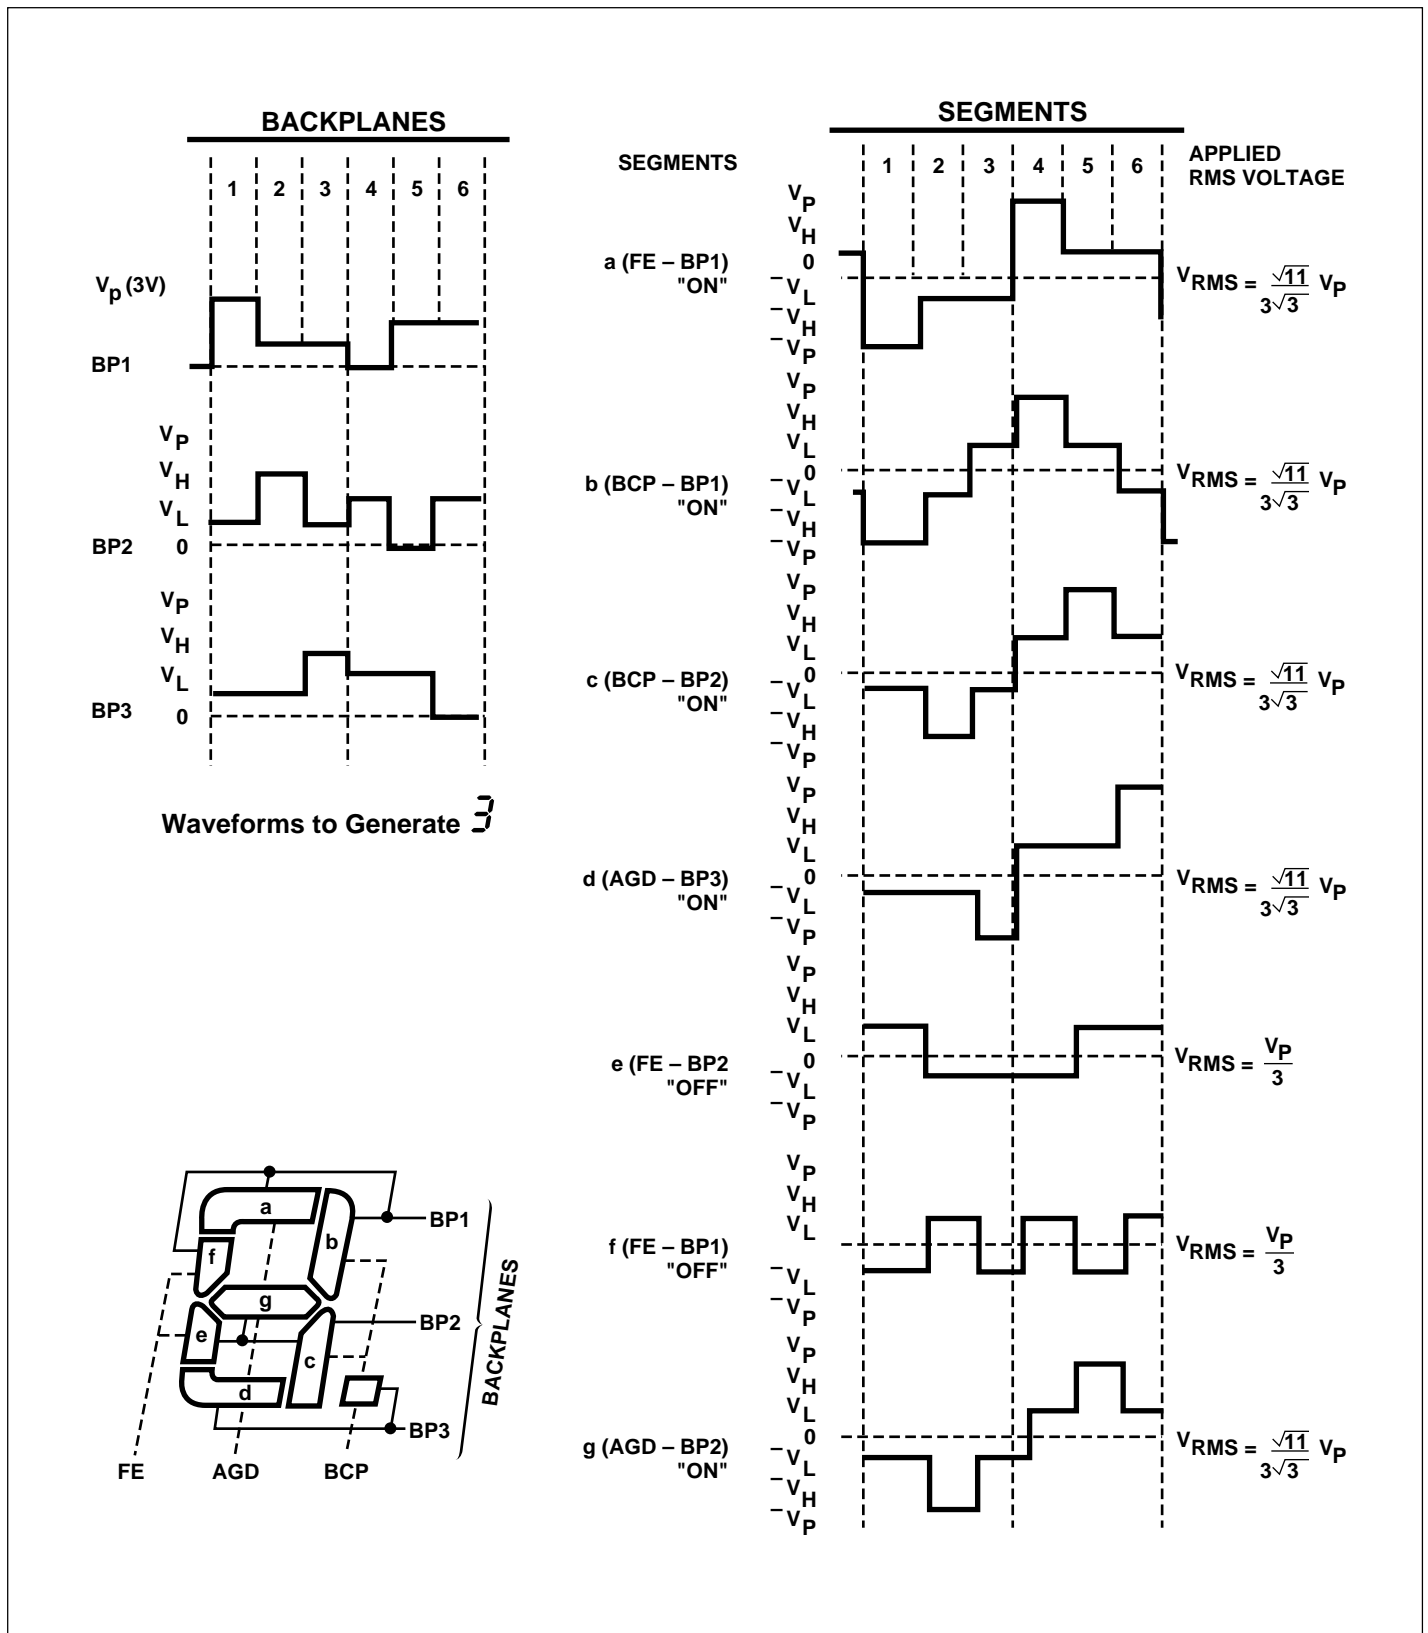 BACKPLANES
1 2 3 4 5 6
Vp (3V)
BP1
VP
VH
VL
BP2 0
VP
VH
VL
BP3 0
Waveforms to Generate 3
a
b
f
g
e
c
d
BP1
BP2
BP3
BACKPLANES
FE AGD BCP
SEGMENTS
SEGMENTS
1 2 3 4 5 6
APPLIED
RMS VOLTAGE
VP
VH
0
–VL
–VH
–VP
a (FE – BP1)
"ON"
VRMS = √11 / 3√3 VP
VP
VH
VL
0
–VL
–VH
–VP
b (BCP – BP1)
"ON"
VRMS = √11 / 3√3 VP
VP
VH
VL
0
–VL
–VH
–VP
c (BCP – BP2)
"ON"
VRMS = √11 / 3√3 VP
VP
VH
VL
0
–VL
–VP
d (AGD – BP3)
"ON"
VRMS = √11 / 3√3 VP
VP
VH
VL
0
–VL
–VP
e (FE – BP2
"OFF"
VRMS = VP / 3
VP
VH
VL
–VL
–VP
f (FE – BP1)
"OFF"
VRMS = VP / 3
VP
VH
VL
0
–VL
–VH
–VP
g (AGD – BP2)
"ON"
VRMS = √11 / 3√3 VP